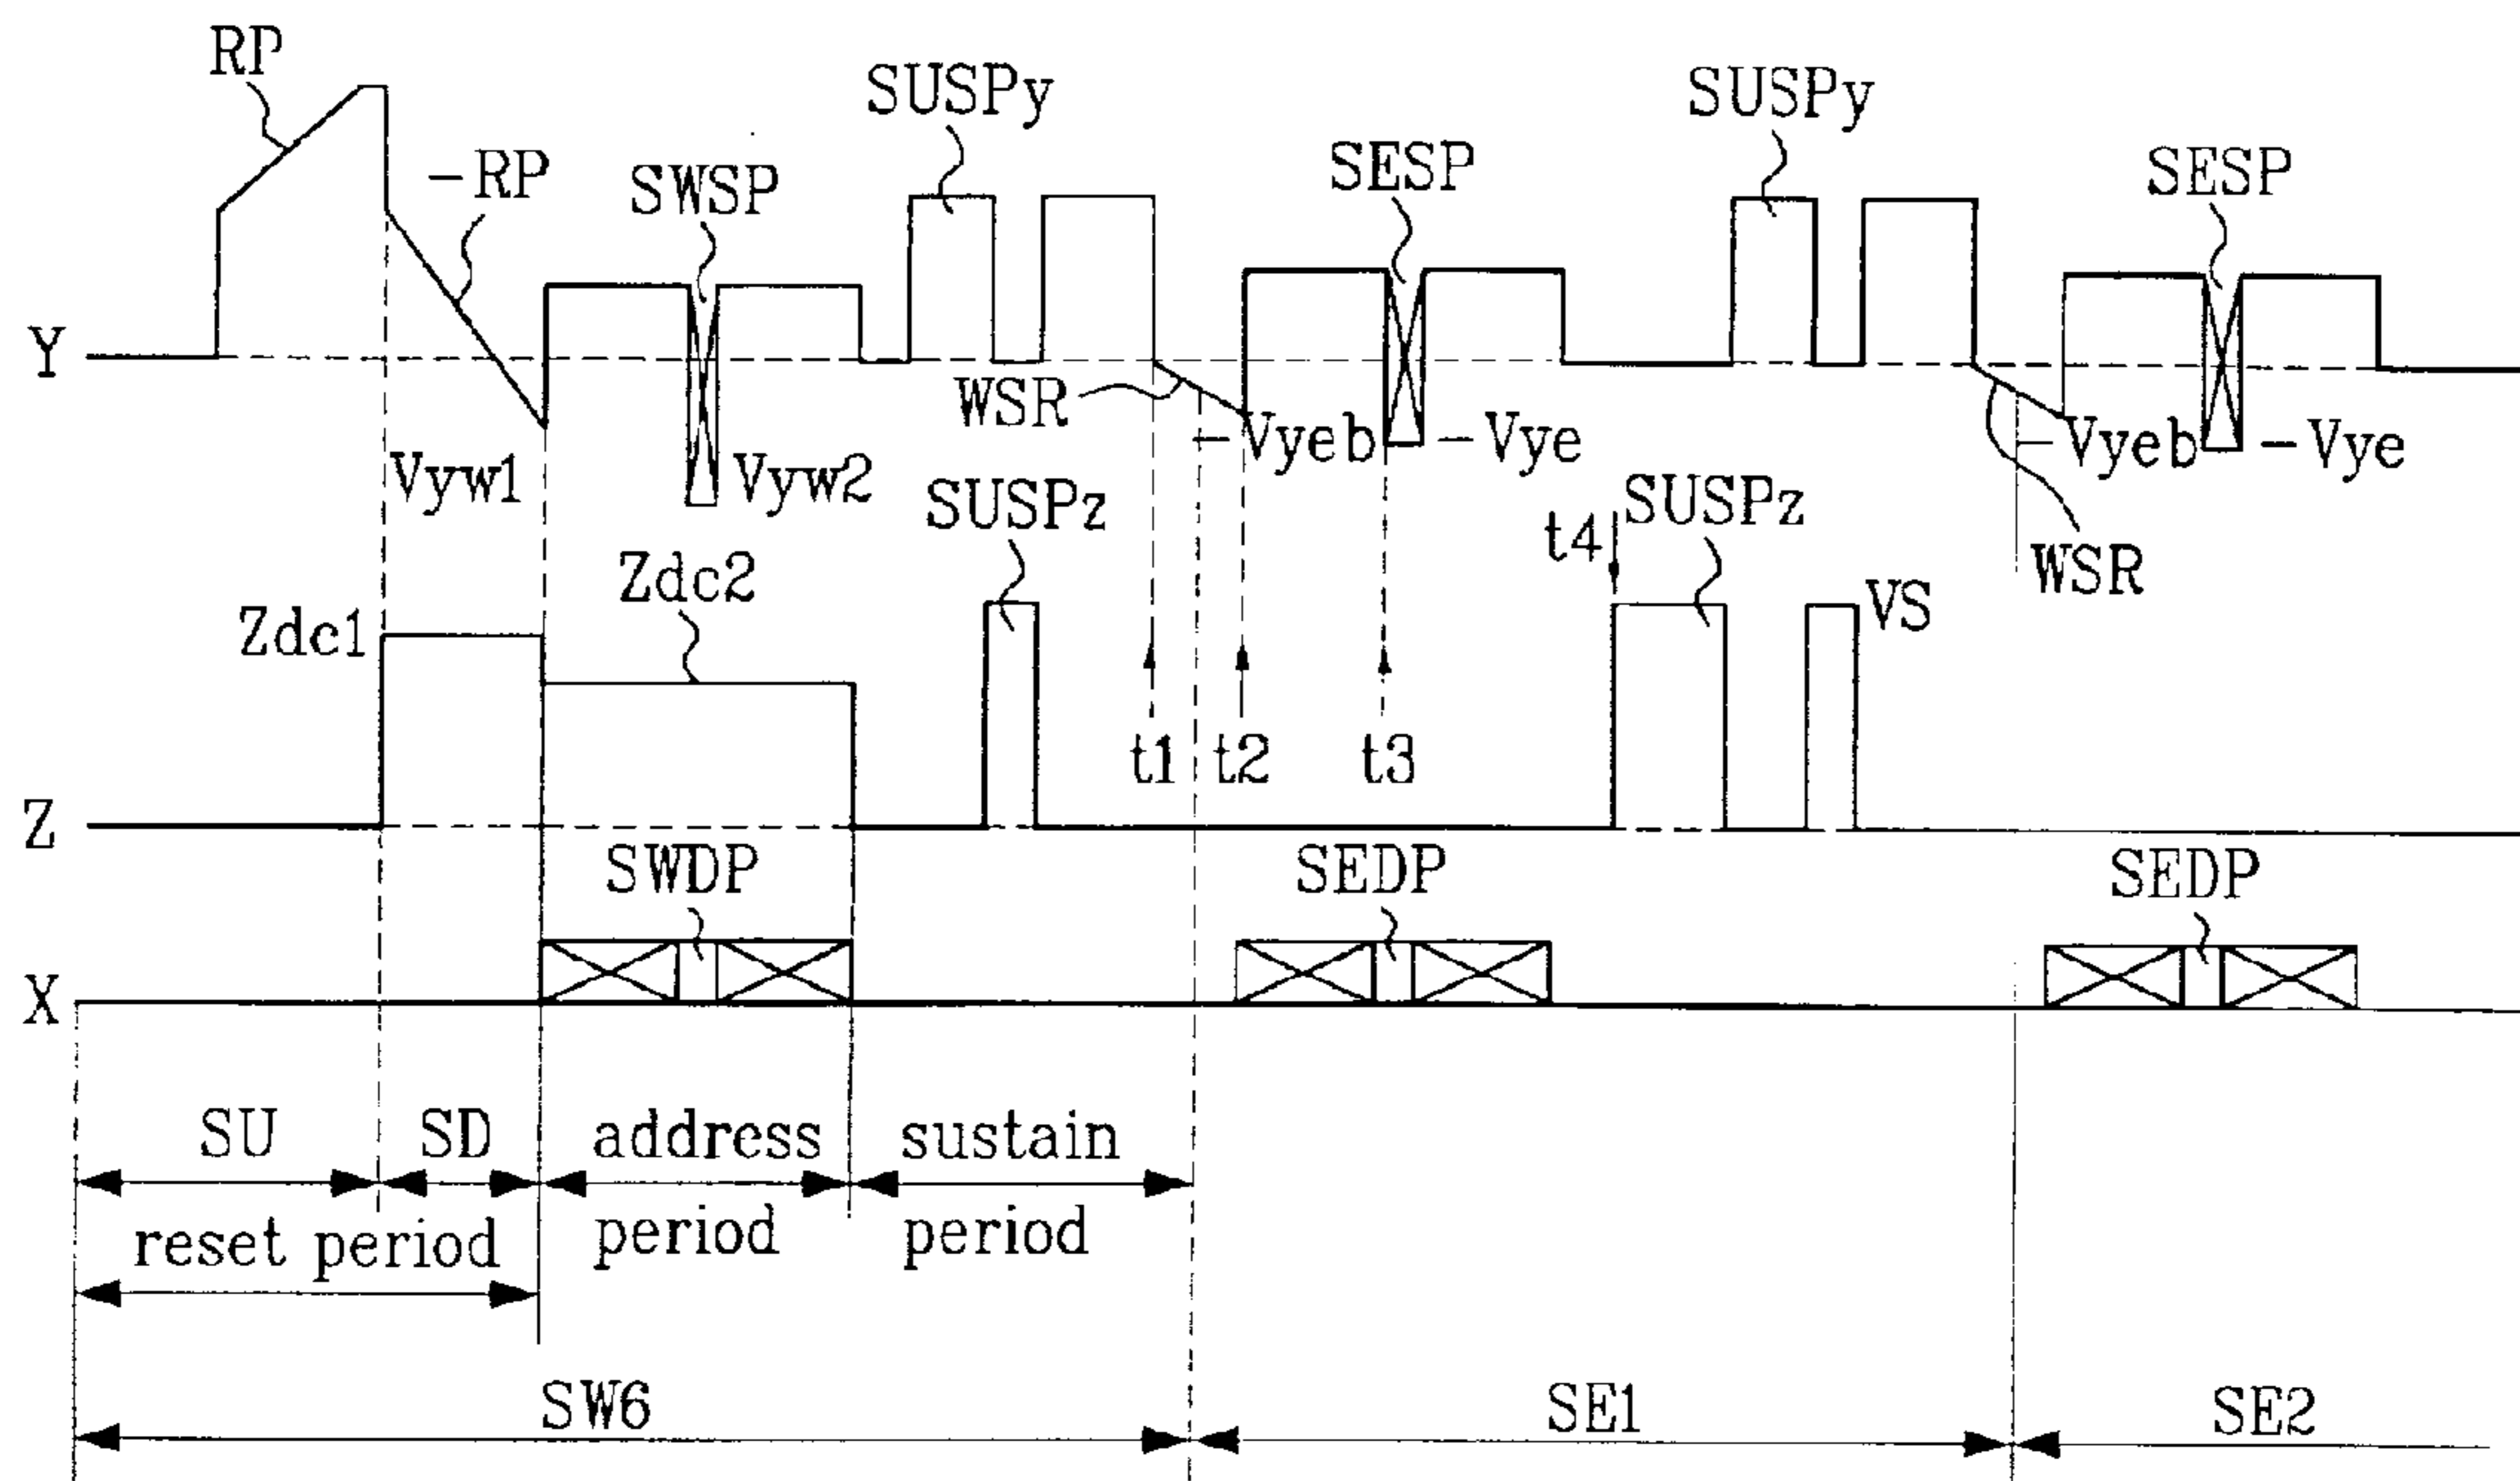 RP
SUSPy
SUSPy
-RP
SWSP
SESP
SESP
Y
WSR
-Vyeb
-Vye
-Vyeb
-Vye
Vyw1
Vyw2
SUSPz
t4
SUSPz
WSR
Zdc2
Zdc1
VS
t1
t2
t3
Z
SWDP
SEDP
SEDP
X
SU
SD
address
period
sustain
period
reset period
SW6
SE1
SE2